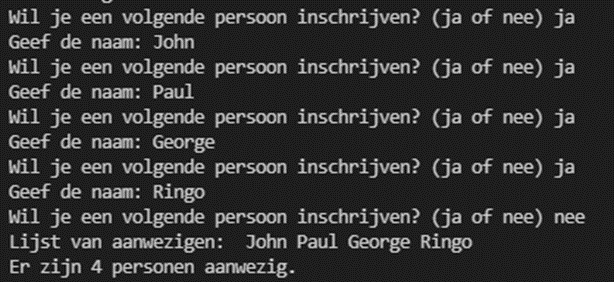 Wil je een volgende persoon inschrijven? (ja of nee) ja
Geef de naam: John
Wil je een volgende persoon inschrijven? (ja of nee) ja
Geef de naam: Paul
Wil je een volgende persoon inschrijven? (ja of nee) ja
Geef de naam: George
Wil je een volgende persoon inschrijven? (ja of nee) ja
Geef de naam: Ringo
Wil je een volgende persoon inschrijven? (ja of nee) nee
Lijst van aanwezigen:  John Paul George Ringo
Er zijn 4 personen aanwezig.